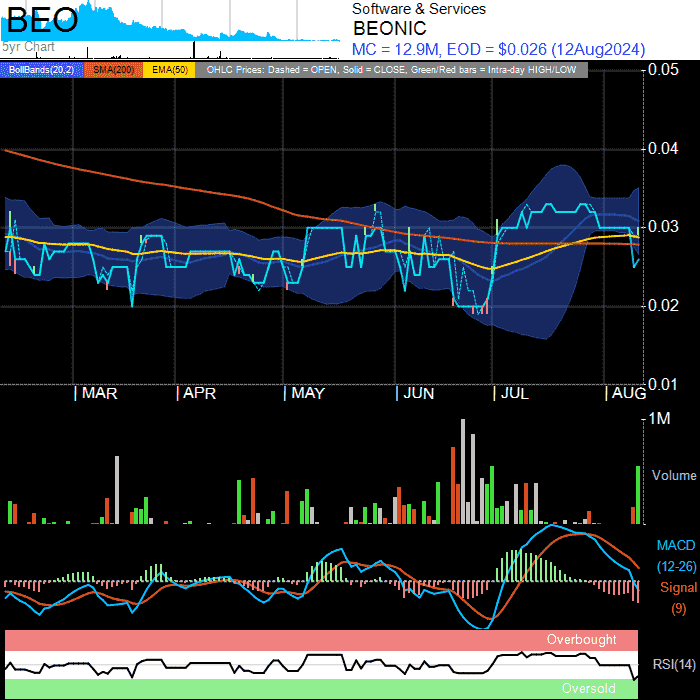 BEO
5yr Chart
Software & Services
BEONIC
MC = 12.9M, EOD = $0.026 (12Aug2024)
BollBands(20,2) SMA(200) EMA(50) OHLC Prices: Dashed = OPEN, Solid = CLOSE, Green/Red bars = Intra-day HIGH/LOW
0.05
0.04
0.03
0.02
0.01
MAR APR MAY JUN JUL AUG
1M
Volume
MACD
(12-26)
Signal
(9)
Overbought
RSI(14)
Oversold